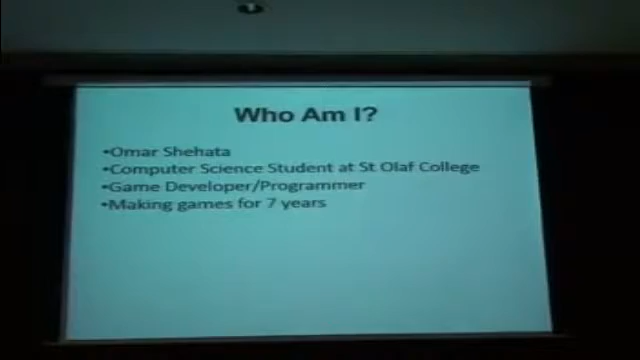 Who Am I?
•Omar Shehata
•Computer Science Student at St Olaf College
•Game Developer/Programmer
•Making games for 7 years